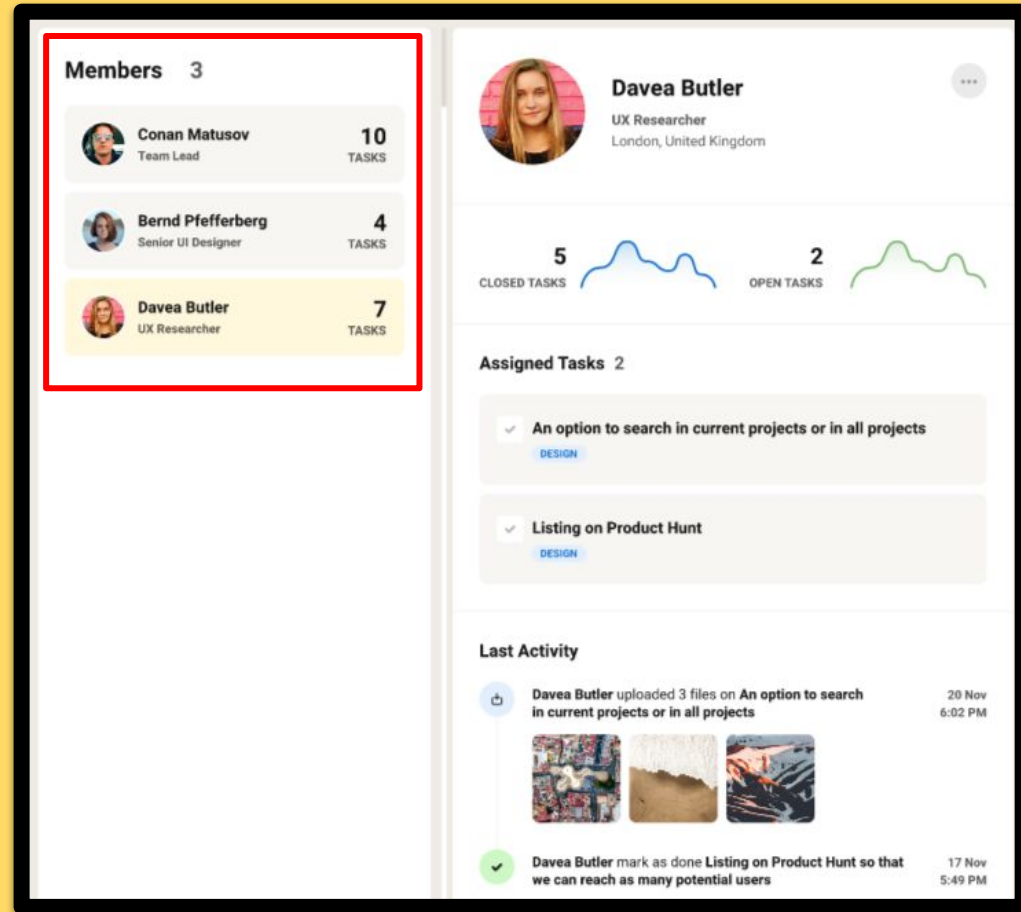 Members 3
Conan Matusov
Team Lead
10
TASKS
Bernd Pfefferberg
Senior UI Designer
4
TASKS
Davea Butler
UX Researcher
7
TASKS
Davea Butler
UX Researcher
London, United Kingdom
5
CLOSED TASKS
2
OPEN TASKS
Assigned Tasks 2
An option to search in current projects or in all projects
DESIGN
Listing on Product Hunt
DESIGN
Last Activity
Davea Butler uploaded 3 files on An option to search
in current projects or in all projects
20 Nov
6:02 PM
Davea Butler mark as done Listing on Product Hunt so that
we can reach as many potential users
17 Nov
5:49 PM